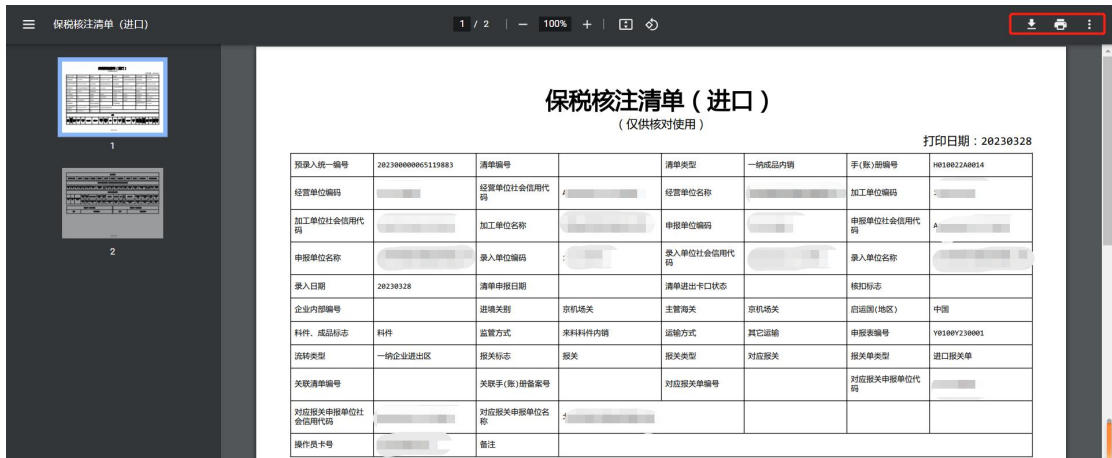 保税核注清单（进口）
1 / 2 | － 100% ＋
1
2
保税核注清单（进口）
（仅供核对使用）
打印日期：20230328
预录入统一编号 202300000065119883 清单编号 清单类型 一纳成品内销 手(账)册编号 H010022A0014
经营单位编码 经营单位社会信用代码 经营单位名称 加工单位编码
加工单位社会信用代码 加工单位名称 申报单位编码 申报单位社会信用代码
申报单位名称 录入单位编码 录入单位社会信用代码 录入单位名称
录入日期 20230328 清单申报日期 清单进出卡口状态 核扣标志
企业内部编号 进境关别 京机场关 主管海关 京机场关 启运国(地区) 中国
料件、成品标志 料件 监管方式 来料料件内销 运输方式 其它运输 申报表编号 Y0100Y230001
流转类型 一纳企业进出区 报关标志 报关 报关类型 对应报关 报关单类型 进口报关单
关联清单编号 关联手(账)册备案号 对应报关单编号 对应报关申报单位代码
对应报关申报单位社会信用代码 对应报关申报单位名称
操作员卡号 备注